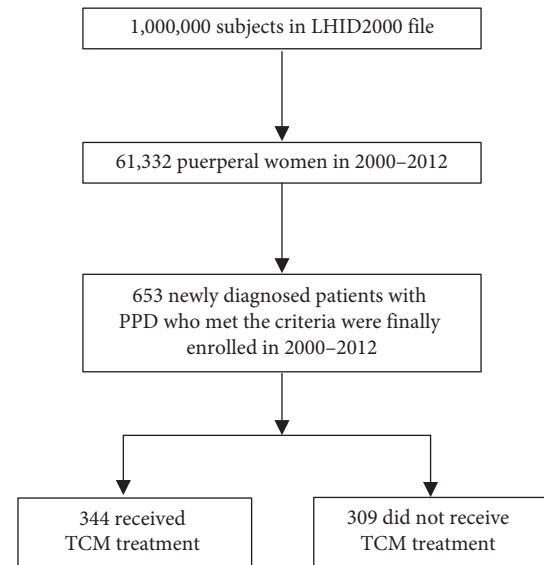 1,000,000 subjects in LHID2000 file
61,332 puerperal women in 2000–2012
653 newly diagnosed patients with
PPD who met the criteria were finally
enrolled in 2000–2012
344 received
TCM treatment
309 did not receive
TCM treatment